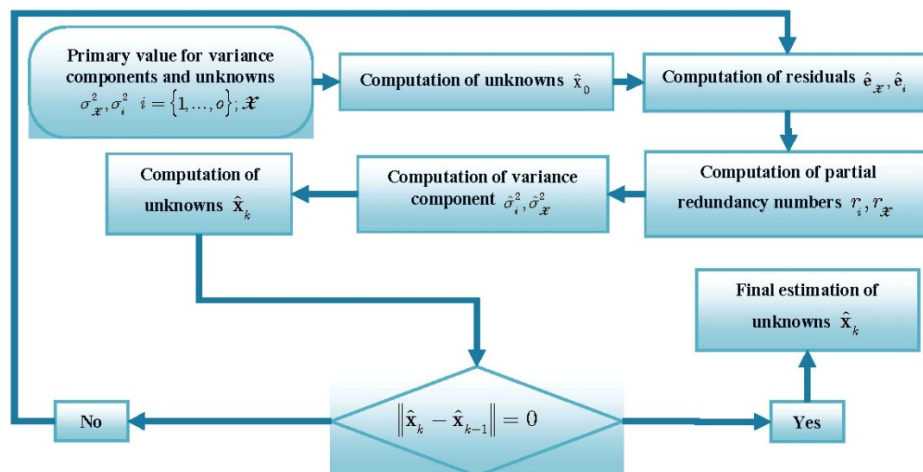 Primary value for variance
components and unknowns
σ²_𝔁, σ²_i i = {1,…,o}; 𝔁
Computation of unknowns x̂₀
Computation of residuals ê_𝔁, ê_i
Computation of partial
redundancy numbers r_i, r_𝔁
Computation of variance
component σ̂²_i, σ̂²_𝔁
Computation of
unknowns x̂_k
‖x̂_k − x̂_{k−1}‖ = 0
No
Yes
Final estimation of
unknowns x̂_k